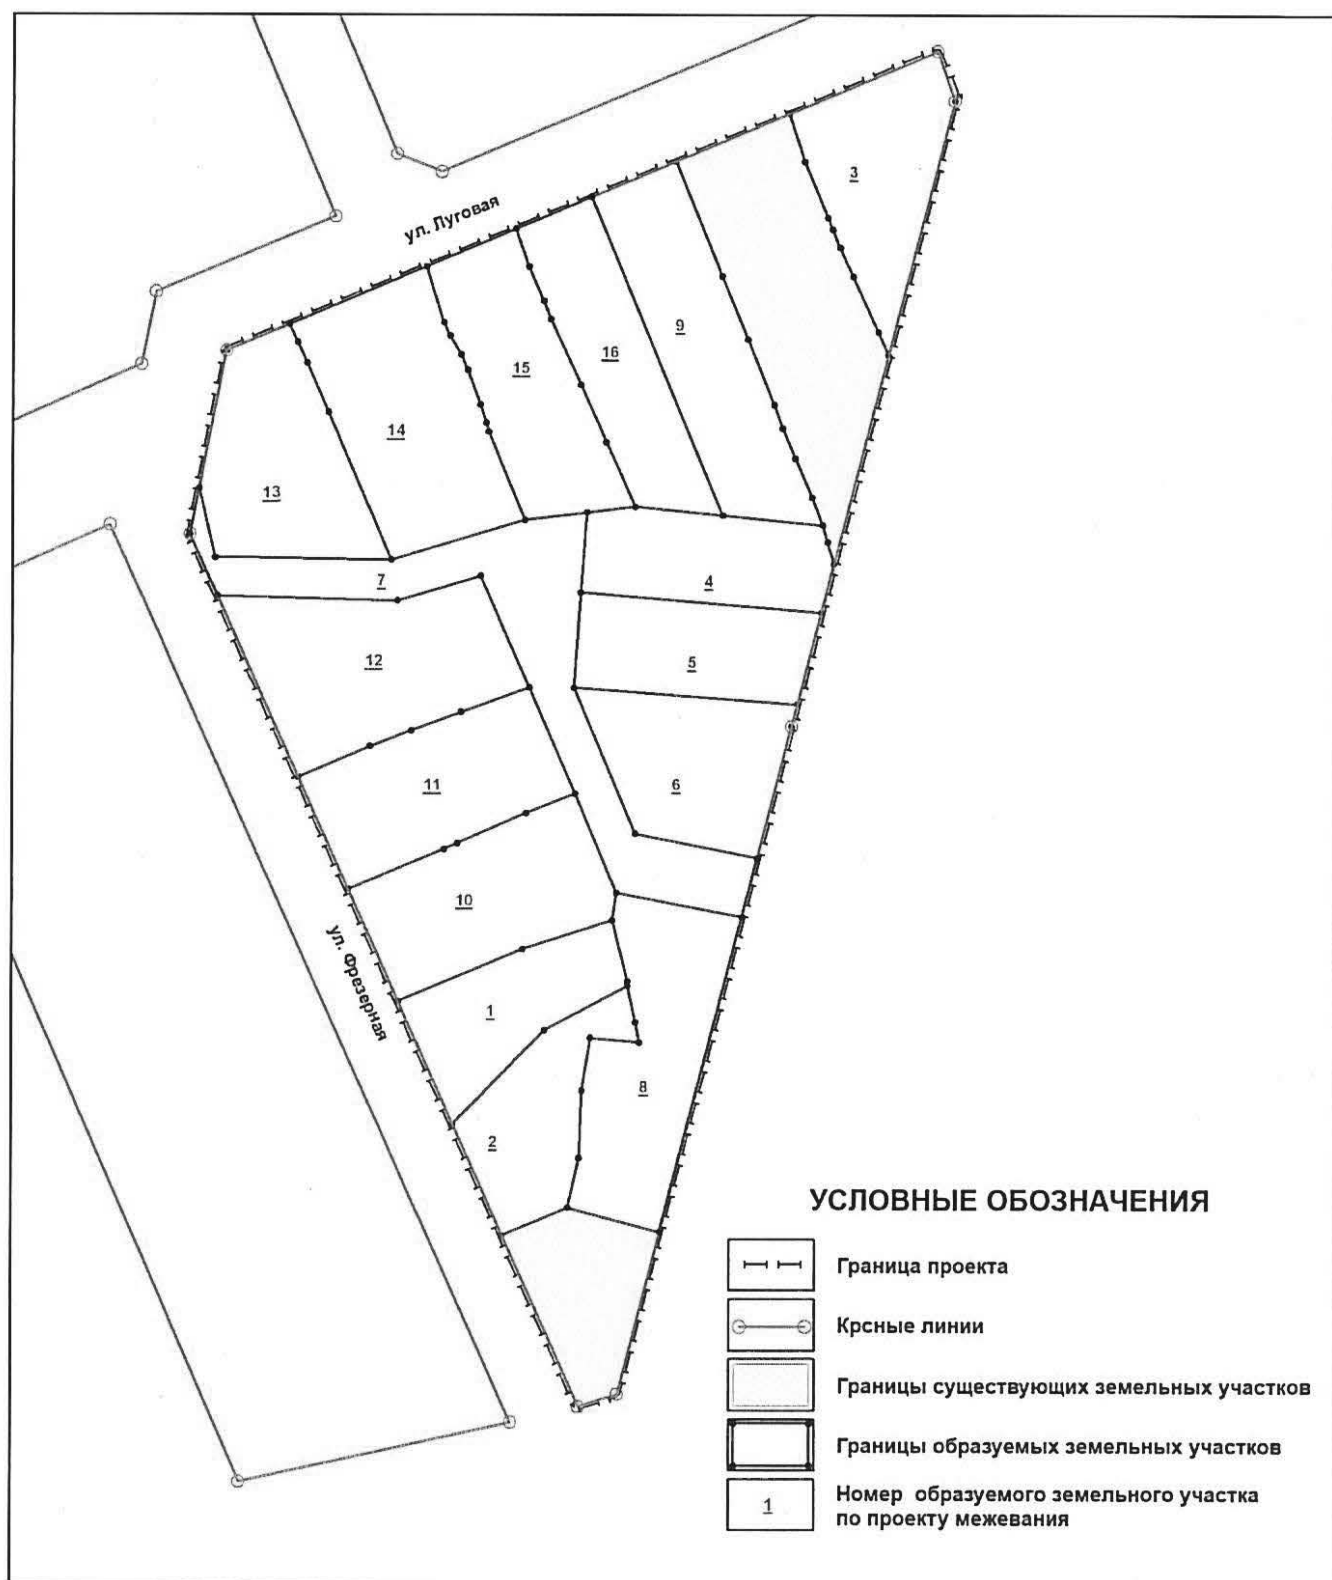 ул. Луговая
3
9
16
15
14
13
7
4
12
5
11
6
10
ул. Фрезерная
1
8
2
УСЛОВНЫЕ ОБОЗНАЧЕНИЯ
Граница проекта
Крсные линии
Границы существующих земельных участков
Границы образуемых земельных участков
1
Номер образуемого земельного участка
по проекту межевания